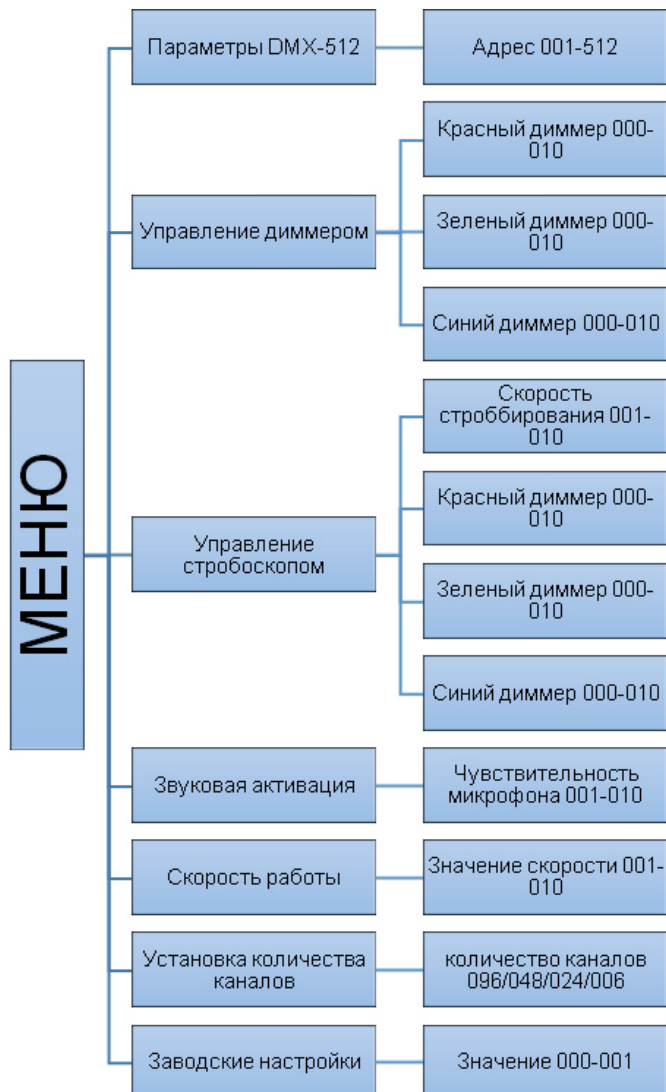 МЕНЮ
Параметры DMX-512
Адрес 001-512
Управление диммером
Красный диммер 000-
010
Зеленый диммер 000-
010
Синий диммер 000-010
Управление
стробоскопом
Скорость
строббирования 001-
010
Красный диммер 000-
010
Зеленый диммер 000-
010
Синий диммер 000-010
Звуковая активация
Чувствительность
микрофона 001-010
Скорость работы
Значение скорости 001-
010
Установка количества
каналов
количество каналов
096/048/024/006
Заводские настройки
Значение 000-001